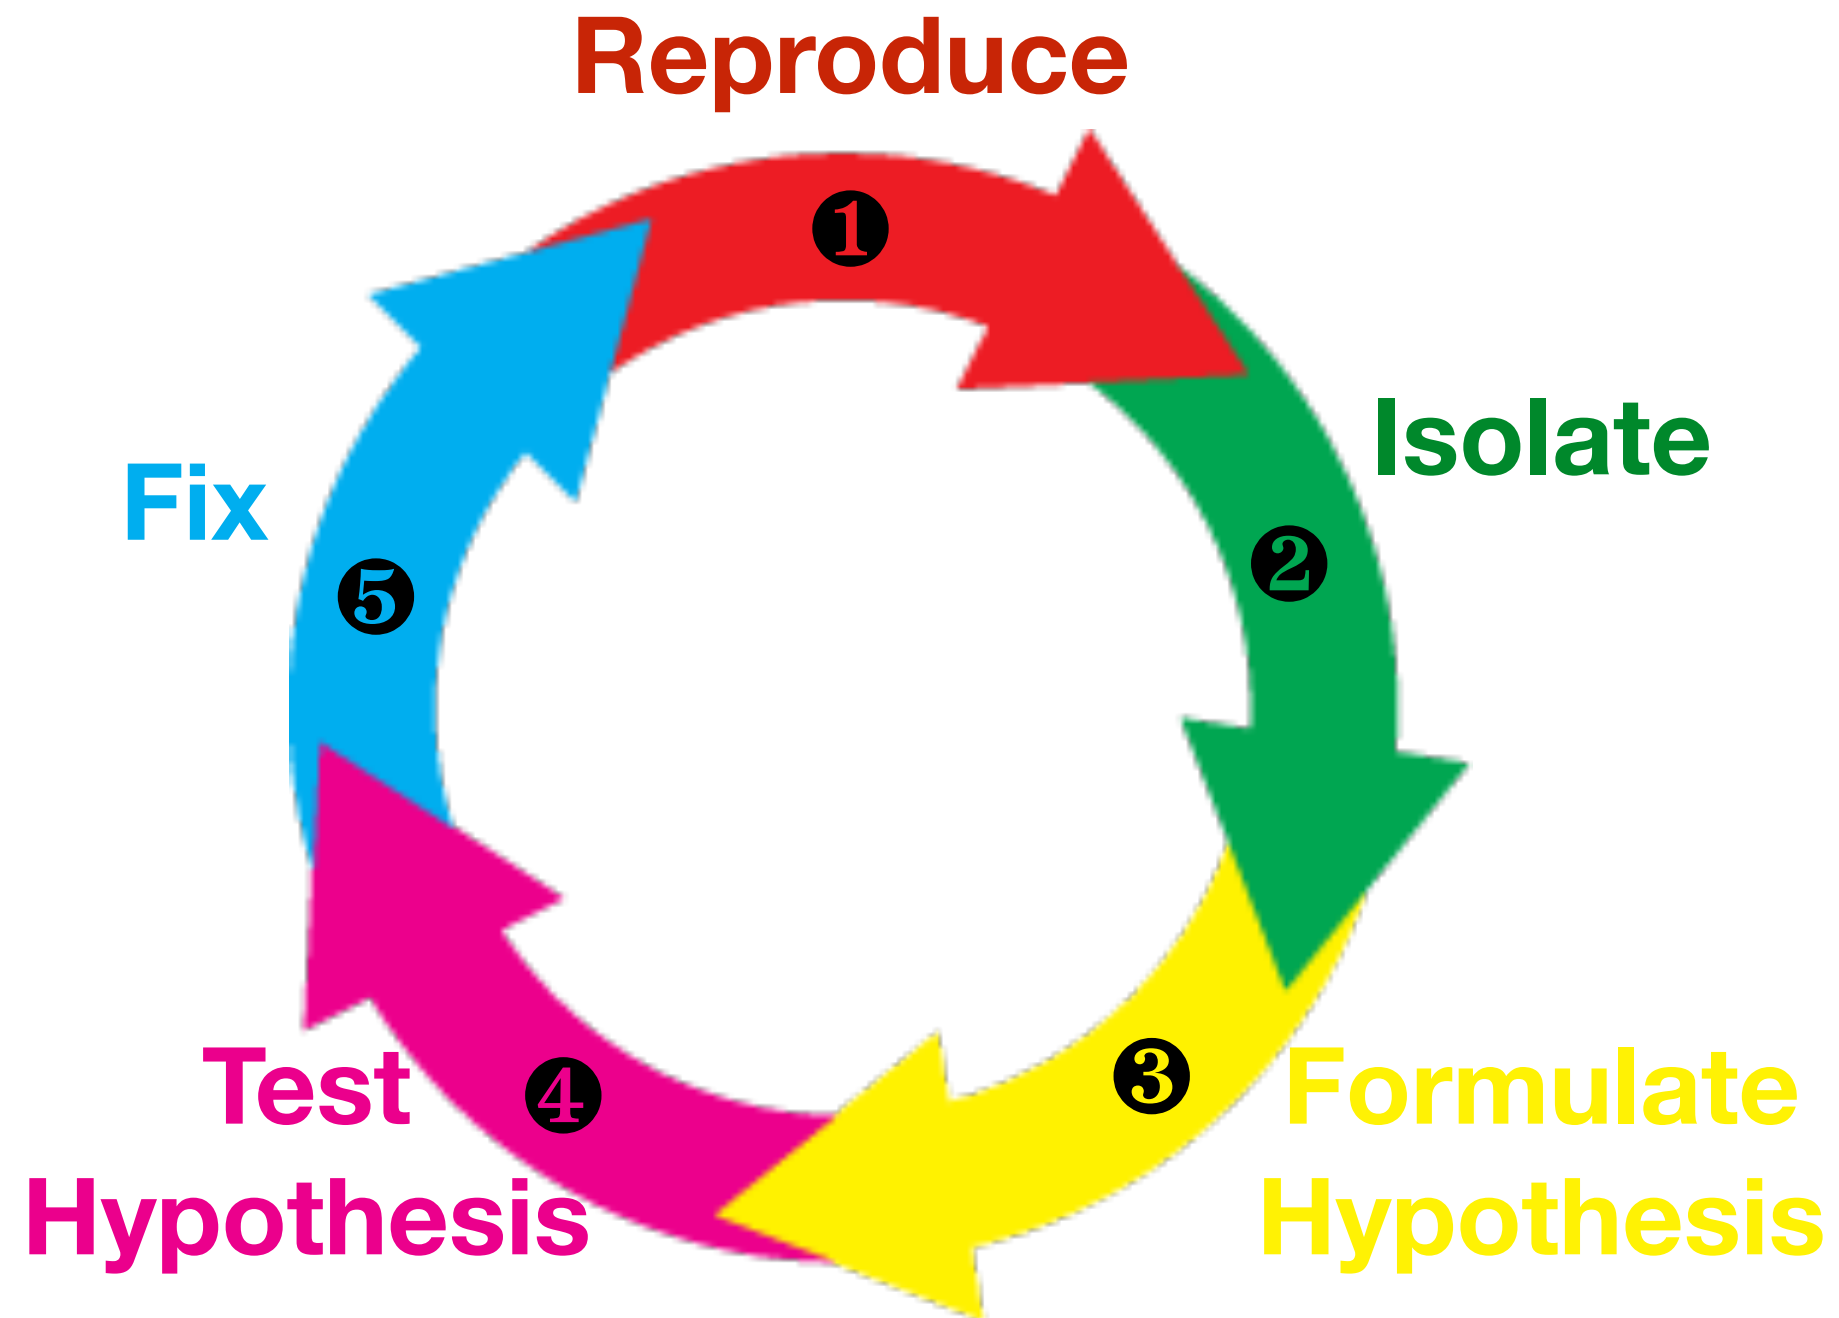 Reproduce
❶
Isolate
❷
❸
Formulate
Hypothesis
❹
Test
Hypothesis
❺
Fix